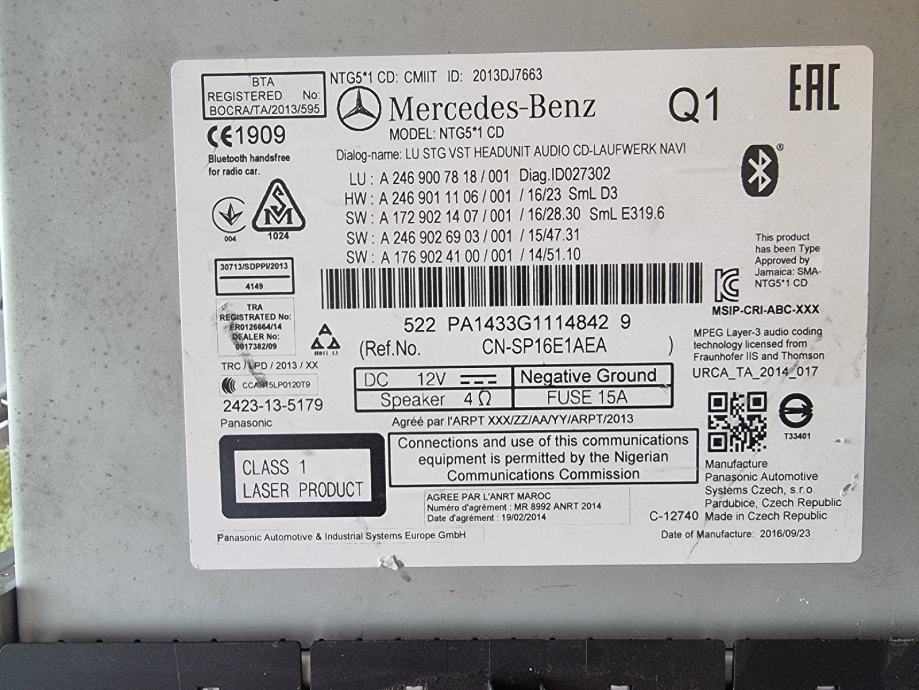 BTA
REGISTERED No:
BOCRA/TA/2013/595
NTG5*1 CD: CMIIT ID: 2013DJ7663
Mercedes-Benz
Q1
EAC
MODEL: NTG5*1 CD
CE1909
Bluetooth handsfree
for radio car.
Dialog-name: LU STG VST HEADUNIT AUDIO CD-LAUFWERK NAVI
LU : A 246 900 78 18 / 001 Diag.ID027302
HW : A 246 901 11 06 / 001 / 16/23 SmL D3
SW : A 172 902 14 07 / 001 / 16/28.30 SmL E319.6
SW : A 246 902 69 03 / 001 / 15/47.31
SW : A 176 902 41 00 / 001 / 14/51.10
004
1024
30713/SDPPI/2013
4149
This product
has been Type
Approved by
Jamaica: SMA-
NTG5*1 CD
MSIP-CRI-ABC-XXX
TRA
REGISTRATED No:
ER0126664/14
DEALER No:
0017382/09
522 PA1433G1114842 9
(Ref.No. CN-SP16E1AEA )
MPEG Layer-3 audio coding
technology licensed from
Fraunhofer IIS and Thomson
URCA_TA_2014_017
TRC / LPD / 2013 / XX
CCAN15LP0120T9
2423-13-5179
Panasonic
DC 12V Negative Ground
Speaker 4 Ω FUSE 15A
Agréé par l'ARPT XXX/ZZ/AA/YY/ARPT/2013
T33401
CLASS 1
LASER PRODUCT
Connections and use of this communications
equipment is permitted by the Nigerian
Communications Commission
Manufacture
Panasonic Automotive
Systems Czech, s.r.o
Pardubice, Czech Republic
C-12740 Made in Czech Republic
AGREE PAR L'ANRT MAROC
Numéro d'agrément : MR 8992 ANRT 2014
Date d'agrément : 19/02/2014
Panasonic Automotive & Industrial Systems Europe GmbH
Date of Manufacture: 2016/09/23